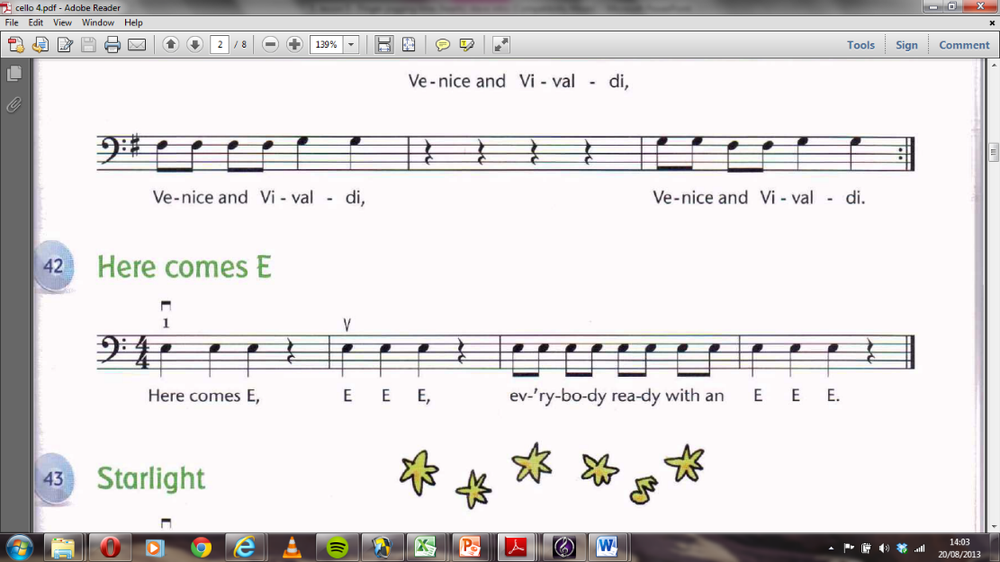 cello 4.pdf - Adobe Reader
File Edit View Window Help
2 / 8 139% Tools Sign Comment
Ve-nice and Vi - val - di,
Ve-nice and Vi - val - di, Ve-nice and Vi - val - di.
42 Here comes E
1
4
4
Here comes E, E E E, ev-'ry-bo-dy rea-dy with an E E E.
43 Starlight
14:03
20/08/2013